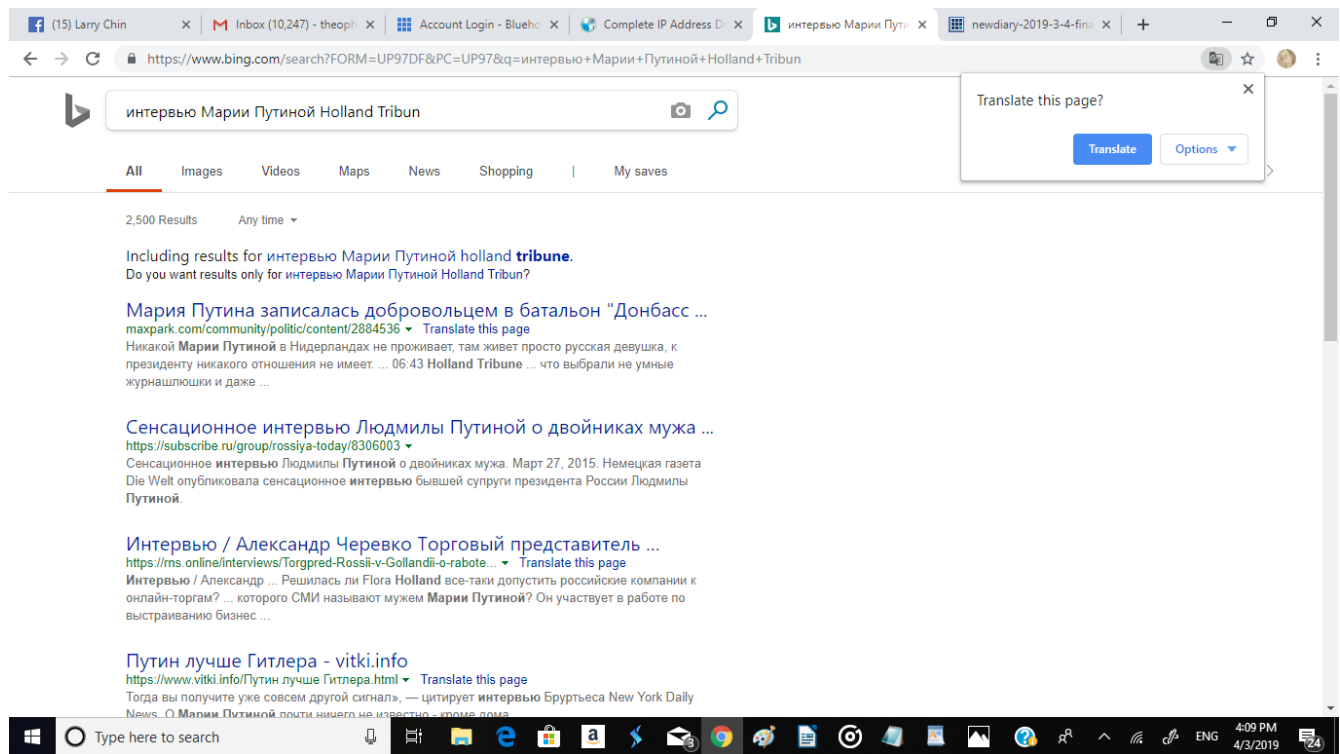 (15) Larry Chin
Inbox (10,247) - theoph
Account Login - Blueho
Complete IP Address D
интервью Марии Пути
newdiary-2019-3-4-fina
https://www.bing.com/search?FORM=UP97DF&PC=UP97&q=интервью+Марии+Путиной+Holland+Tribun
Translate this page?
Translate
Options
интервью Марии Путиной Holland Tribun
All Images Videos Maps News Shopping | My saves
2,500 Results Any time
Including results for интервью Марии Путиной holland tribune.
Do you want results only for интервью Марии Путиной Holland Tribun?
Мария Путина записалась добровольцем в батальон "Донбасс ...
maxpark.com/community/politic/content/2884536 Translate this page
Никакой Марии Путиной в Нидерландах не проживает, там живет просто русская девушка, к
президенту никакого отношения не имеет. ... 06:43 Holland Tribune ... что выбрали не умные
журнашлюшки и даже ...
Сенсационное интервью Людмилы Путиной о двойниках мужа ...
https://subscribe.ru/group/rossiya-today/8306003
Сенсационное интервью Людмилы Путиной о двойниках мужа. Март 27, 2015. Немецкая газета
Die Welt опубликовала сенсационное интервью бывшей супруги президента России Людмилы
Путиной.
Интервью / Александр Черевко Торговый представитель ...
https://rns.online/interviews/Torgpred-Rossii-v-Gollandii-o-rabote... Translate this page
Интервью / Александр ... Решилась ли Flora Holland все-таки допустить российские компании к
онлайн-торгам? ... которого СМИ называют мужем Марии Путиной? Он участвует в работе по
выстраиванию бизнес ...
Путин лучше Гитлера - vitki.info
https://www.vitki.info/Путин лучше Гитлера.html Translate this page
Тогда вы получите уже совсем другой сигнал», — цитирует интервью Бруртьеса New York Daily
News. О Марии Путиной почти ничего не известно - кроме дома
Type here to search
ENG
4:09 PM
4/3/2019
24